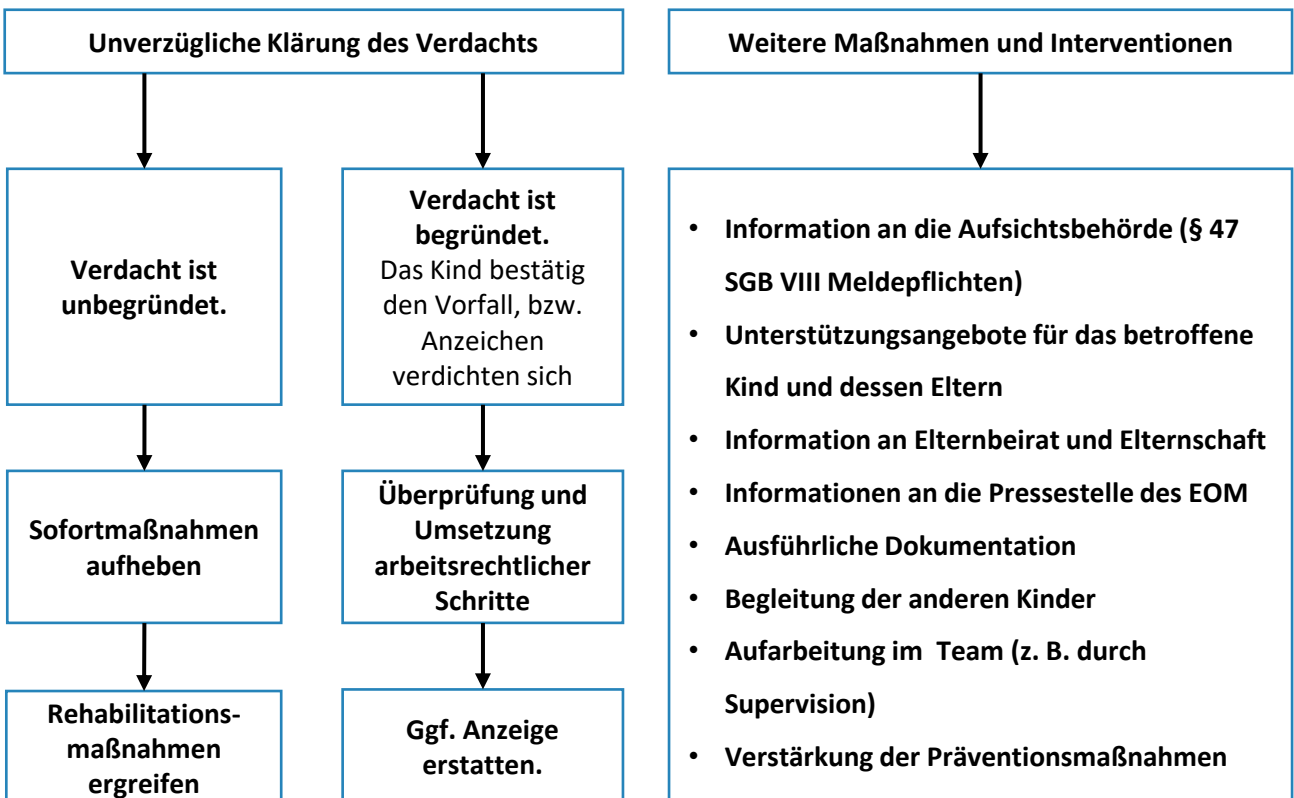 Unverzügliche Klärung des Verdachts
Weitere Maßnahmen und Interventionen
Verdacht ist
unbegründet.
Verdacht ist
begründet.
Das Kind bestätig
den Vorfall, bzw.
Anzeichen
verdichten sich
Sofortmaßnahmen
aufheben
Überprüfung und
Umsetzung
arbeitsrechtlicher
Schritte
Rehabilitations-
maßnahmen
ergreifen
Ggf. Anzeige
erstatten.
• Information an die Aufsichtsbehörde (§ 47
SGB VIII Meldepflichten)
• Unterstützungsangebote für das betroffene
Kind und dessen Eltern
• Information an Elternbeirat und Elternschaft
• Informationen an die Pressestelle des EOM
• Ausführliche Dokumentation
• Begleitung der anderen Kinder
• Aufarbeitung im Team (z. B. durch
Supervision)
• Verstärkung der Präventionsmaßnahmen